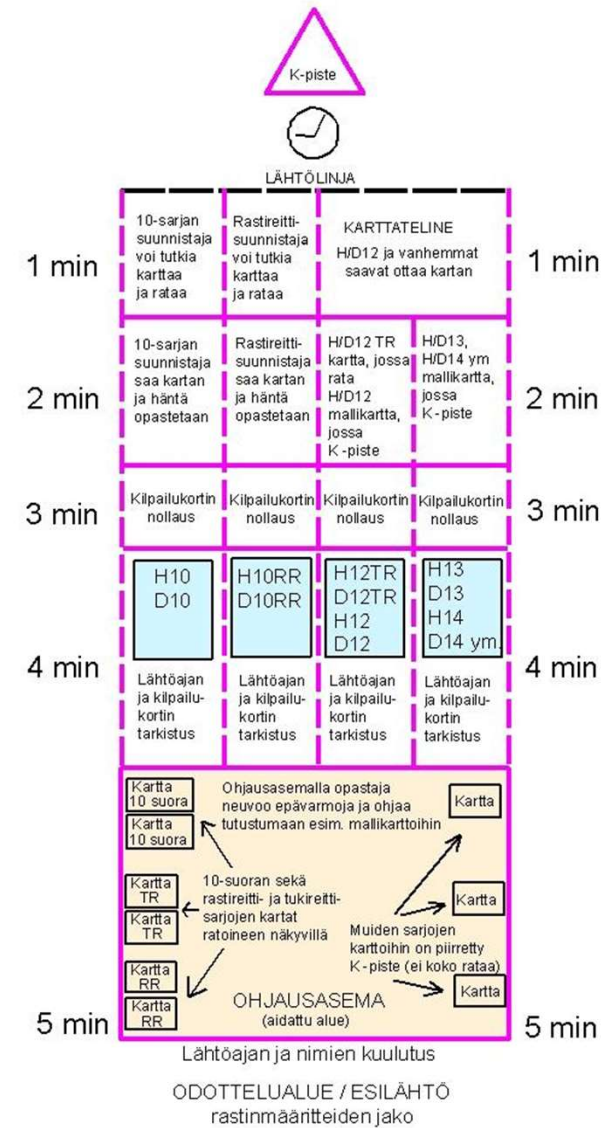 K-piste
LÄHTÖLINJA
1 min
10-sarjan
suunnistaja
voi tutkia
karttaa
ja rataa
Rastireitti-
suunnistaja
voi tutkia
karttaa
ja rataa
KARTTATELINE
H/D12 ja vanhemmat
saavat ottaa kartan
1 min
2 min
10-sarjan
suunnistaja
saa kartan
ja häntä
opastetaan
Rastireitti-
suunnistaja
saa kartan
ja häntä
opastetaan
H/D12 TR
kartta, jossa
rata
H/D12
mallikartta,
jossa
K -piste
H/D13,
H/D14 ym
mallikartta,
jossa
K -piste
2 min
3 min
Kilpailukortin
nollaus
Kilpailukortin
nollaus
Kilpailukortin
nollaus
Kilpailukortin
nollaus
3 min
4 min
H10
D10
Lähtöajan
ja kilpailu-
kortin
tarkistus
H10RR
D10RR
Lähtöajan
ja kilpailu-
kortin
tarkistus
H12TR
D12TR
H12
D12
Lähtöajan
ja kilpailu-
kortin
tarkistus
H13
D13
H14
D14 ym.
Lähtöajan
ja kilpailu-
kortin
tarkistus
4 min
Kartta
10 suora
Kartta
10 suora
Ohjausasemalla opastaja
neuvoo epävarmoja ja ohjaa
tutustumaan esim. mallikarttoihin
Kartta
Kartta
TR
Kartta
TR
10-suoran sekä
rastireitti- ja tukireitti-
sarjojen kartat
ratoineen näkyvillä
Kartta
Muiden sarjojen
karttoihin on piirretty
K-piste (ei koko rataa)
Kartta
RR
Kartta
RR
Kartta
OHJAUSASEMA
(aidattu alue)
5 min
5 min
Lähtöajan ja nimien kuulutus
ODOTTELUALUE / ESILÄHTÖ
rastinmääritteiden jako